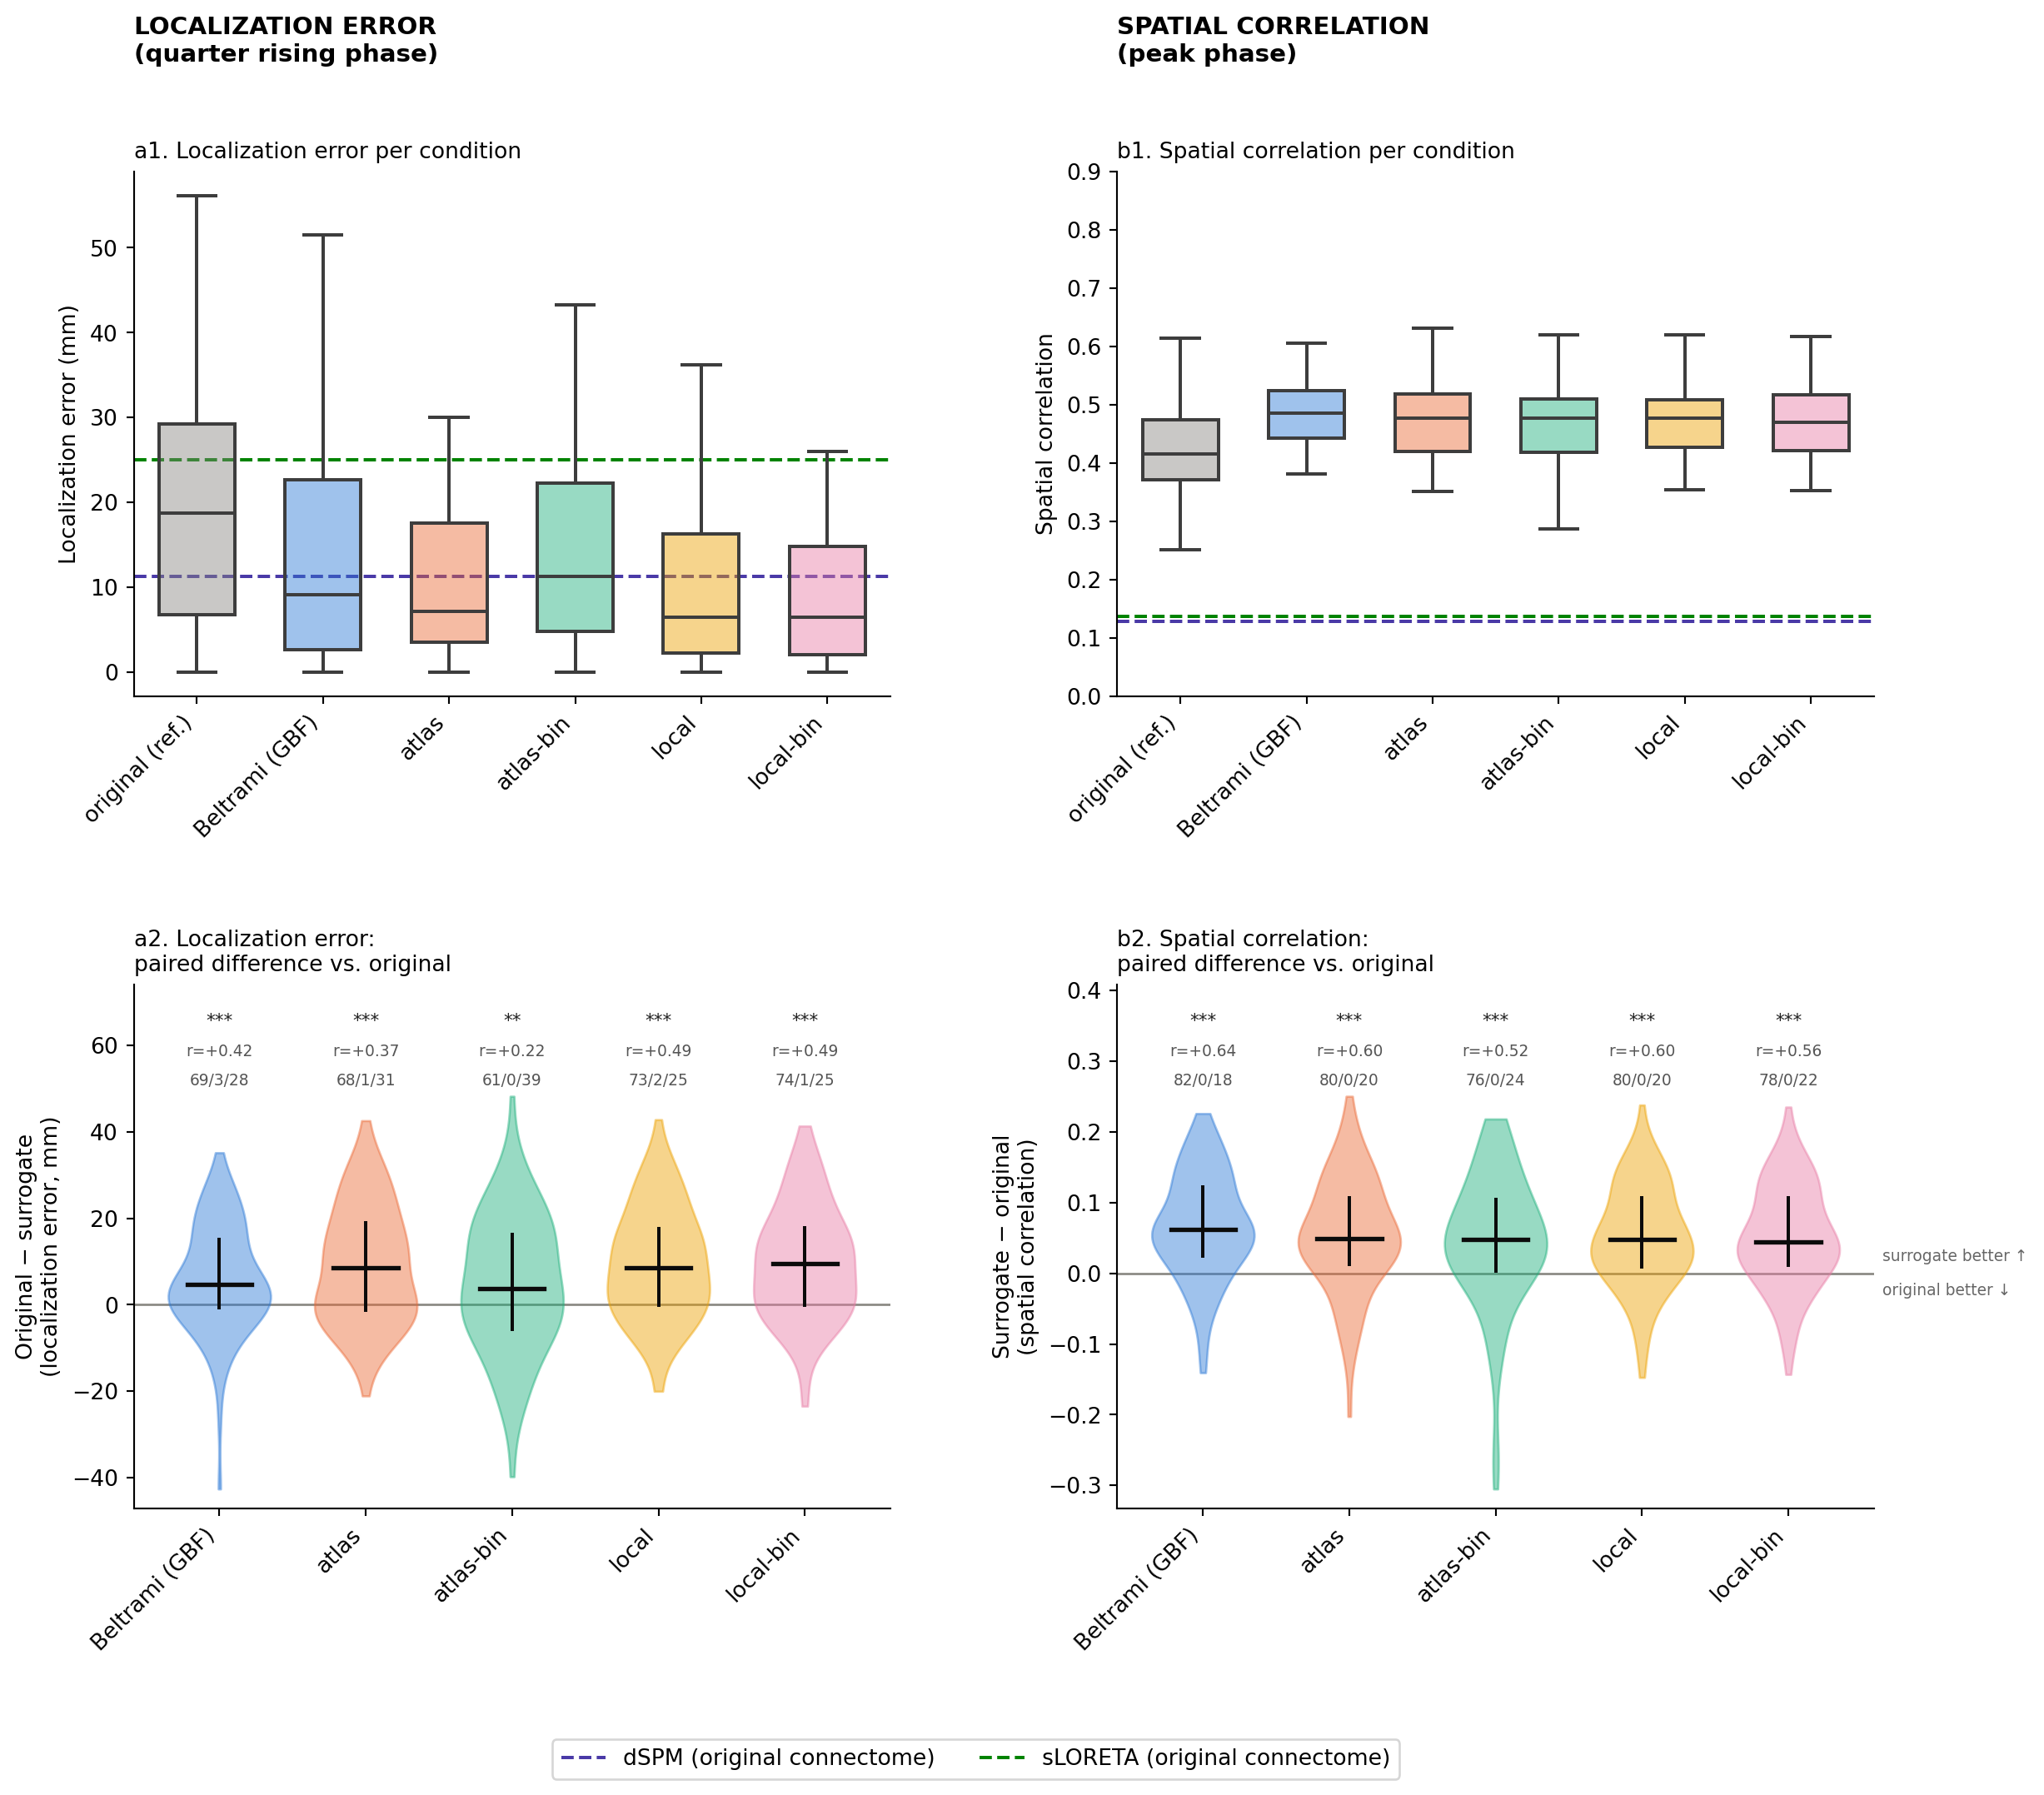 LOCALIZATION ERROR
(quarter rising phase)
SPATIAL CORRELATION
(peak phase)
a1. Localization error per condition
Localization error (mm)
50
40
30
20
10
0
original (ref.)
Beltrami (GBF)
atlas
atlas-bin
local
local-bin
b1. Spatial correlation per condition
Spatial correlation
0.9
0.8
0.7
0.6
0.5
0.4
0.3
0.2
0.1
0.0
original (ref.)
Beltrami (GBF)
atlas
atlas-bin
local
local-bin
a2. Localization error:
paired difference vs. original
Original − surrogate
(localization error, mm)
60
40
20
0
−20
−40
*** *** ** *** ***
r=+0.42 r=+0.37 r=+0.22 r=+0.49 r=+0.49
69/3/28 68/1/31 61/0/39 73/2/25 74/1/25
Beltrami (GBF)
atlas
atlas-bin
local
local-bin
b2. Spatial correlation:
paired difference vs. original
Surrogate − original
(spatial correlation)
0.4
0.3
0.2
0.1
0.0
−0.1
−0.2
−0.3
*** *** *** *** ***
r=+0.64 r=+0.60 r=+0.52 r=+0.60 r=+0.56
82/0/18 80/0/20 76/0/24 80/0/20 78/0/22
surrogate better ↑
original better ↓
Beltrami (GBF)
atlas
atlas-bin
local
local-bin
dSPM (original connectome) sLORETA (original connectome)